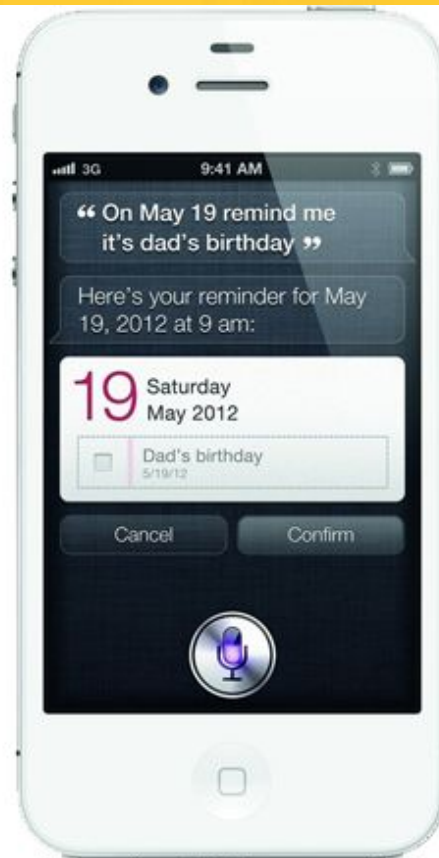 3G 9:41 AM
“ On May 19 remind me
it’s dad’s birthday ”
Here’s your reminder for May
19, 2012 at 9 am:
19 Saturday
May 2012
Dad’s birthday
5/19/12
Cancel Confirm